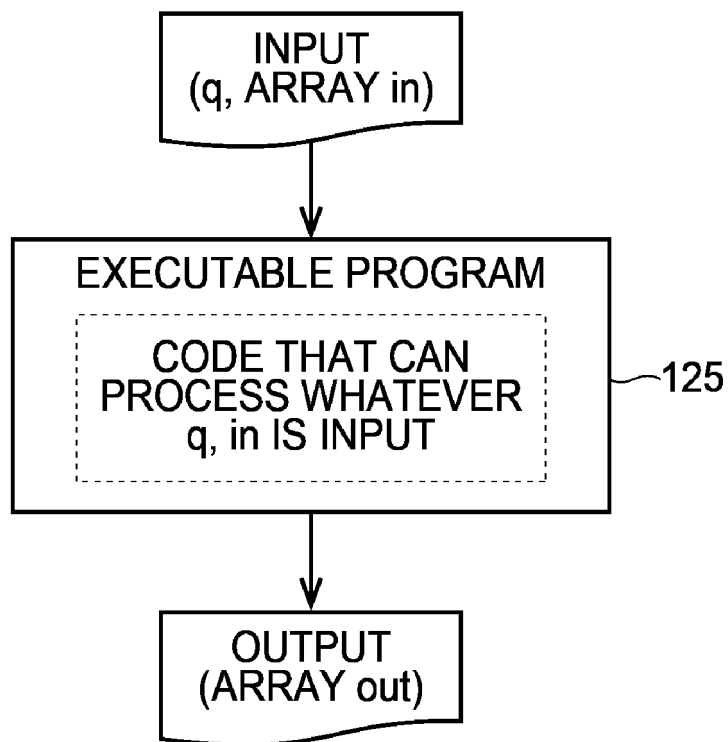 INPUT
(q, ARRAY in)
EXECUTABLE PROGRAM
CODE THAT CAN
PROCESS WHATEVER
q, in IS INPUT
125
OUTPUT
(ARRAY out)